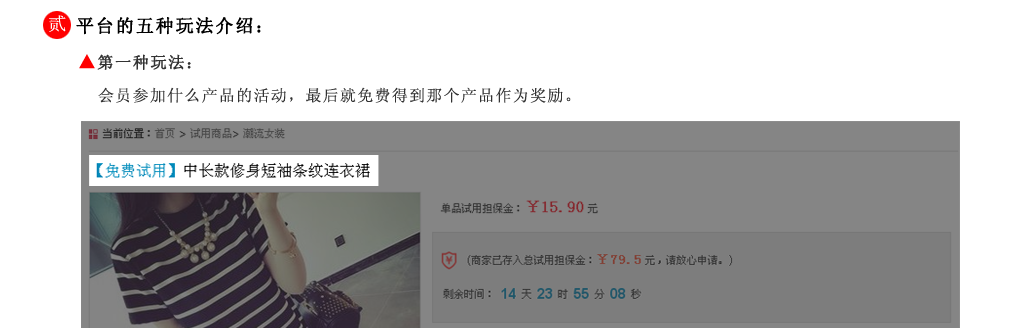 贰 平台的五种玩法介绍：
▲第一种玩法：
会员参加什么产品的活动，最后就免费得到那个产品作为奖励。
当前位置：首页 > 试用商品> 潮流女装
【免费试用】中长款修身短袖条纹连衣裙
单品试用担保金：￥15.90 元
（商家已存入总试用担保金：￥79.5 元，请放心申请。）
剩余时间： 14 天 23 时 55 分 08 秒